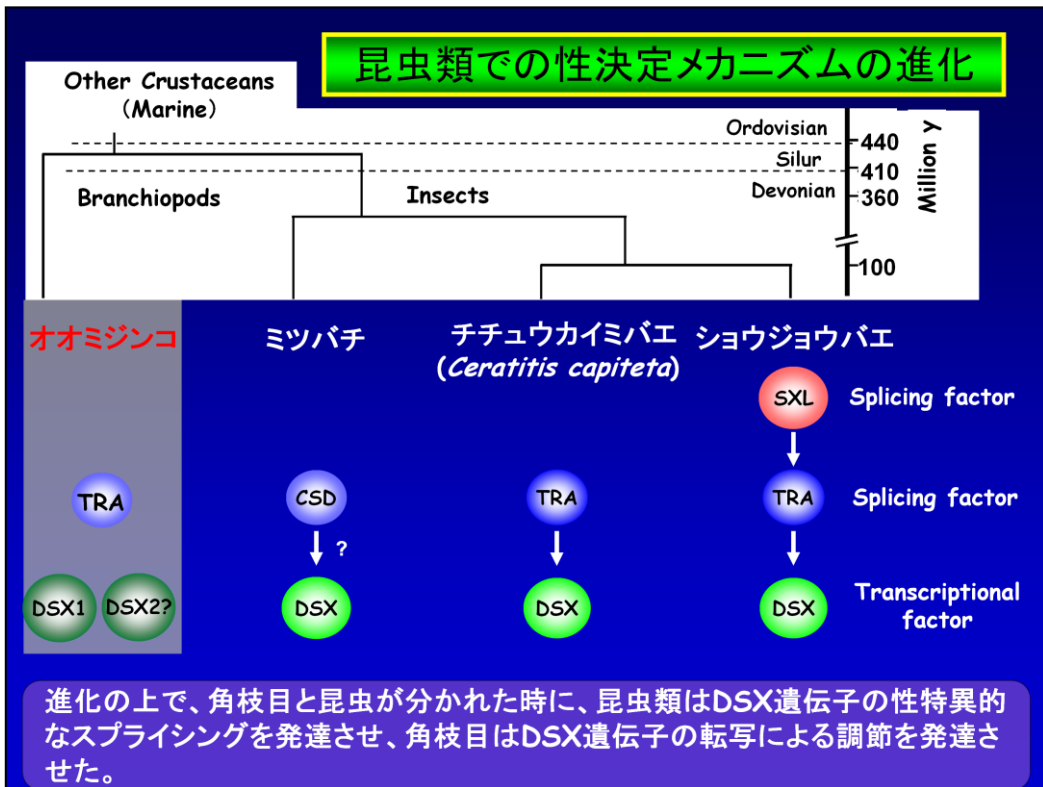 昆虫類での性決定メカニズムの進化
Other Crustaceans
(Marine)
Ordovisian
Silur
Devonian
440
410
360
100
Million y
Branchiopods
Insects
オオミジンコ
ミツバチ
チチュウカイミバエ
(Ceratitis capiteta)
ショウジョウバエ
SXL
Splicing factor
TRA
CSD
TRA
TRA
Splicing factor
?
DSX1
DSX2?
DSX
DSX
DSX
Transcriptional
factor
進化の上で、角枝目と昆虫が分かれた時に、昆虫類はDSX遺伝子の性特異的
なスプライシングを発達させ、角枝目はDSX遺伝子の転写による調節を発達さ
せた。